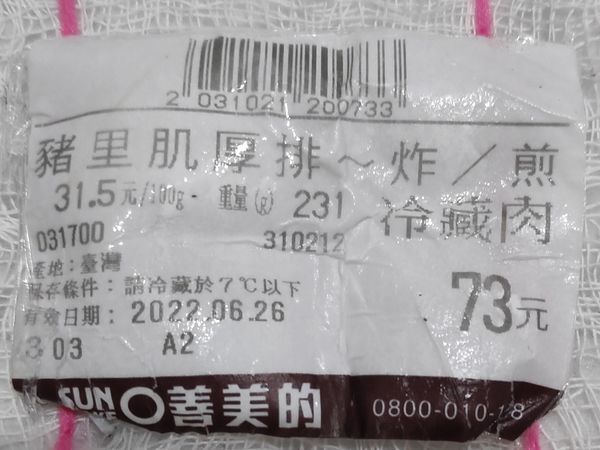 2 031021 200733
豬里肌厚排～炸／煎
31.5元/100g- 重量(g) 231 冷藏肉
031700 310212
產地：臺灣
保存條件：請冷藏於7℃以下 73元
有效日期：2022.06.26
303 A2
SUN 善美的 0800-010-